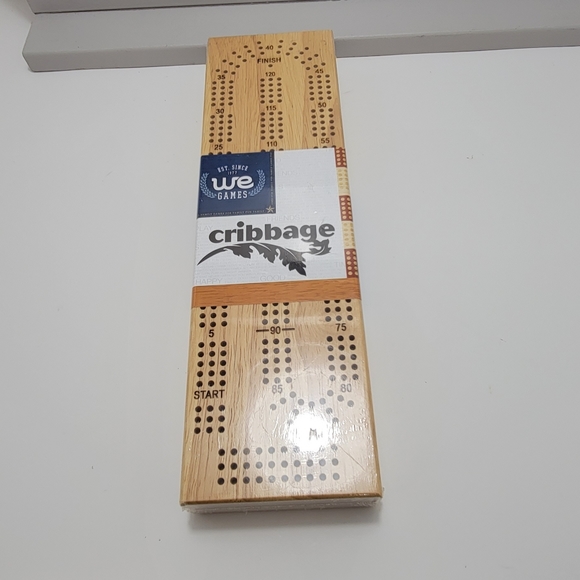 40
FINISH
35 120 45
30 115 50
25 110 55
EST. SINCE
1977
we
GAMES
cribbage
5 90 75
START 85 80